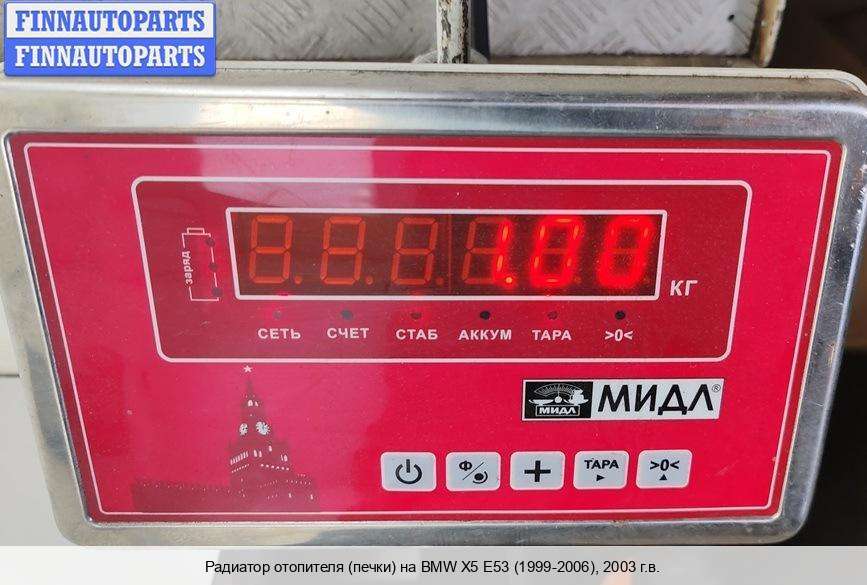 FINNAUTOPARTS
FINNAUTOPARTS
заряд
1.00
КГ
СЕТЬ СЧЕТ СТАБ АККУМ ТАРА >0<
МИДЛ МИДЛ®
Ф ТАРА >0<
Радиатор отопителя (печки) на BMW X5 E53 (1999-2006), 2003 г.в.